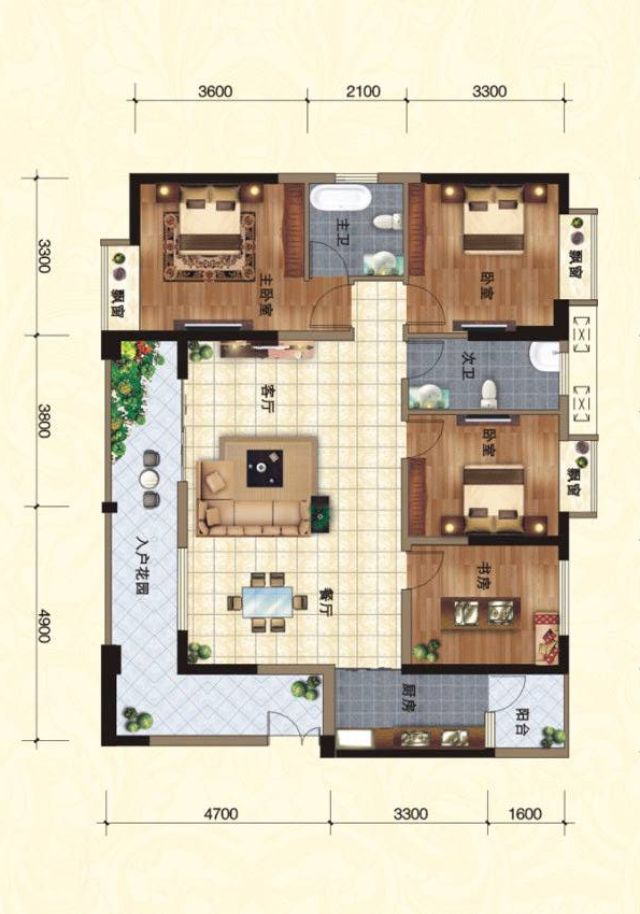 3600 2100 3300
3300
3800
4900
主卫
主卧室
飘窗
卧室
飘窗
次卫
客厅
卧室
飘窗
入户花园
餐厅
书房
厨房
阳台
4700 3300 1600